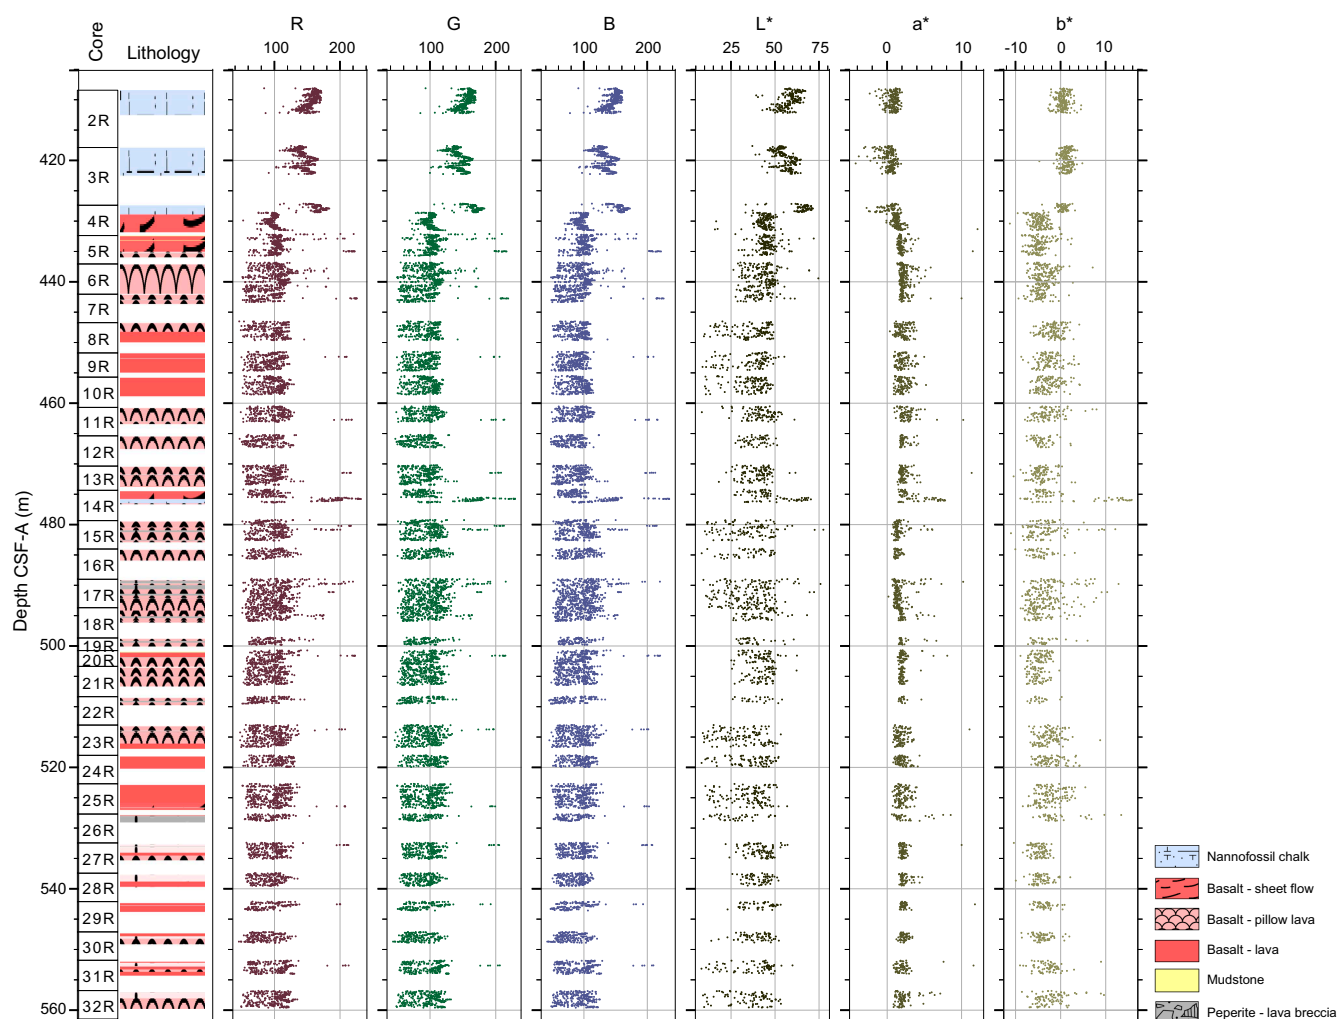 Core
Lithology
R
G
B
L*
a*
b*
100 200
100 200
100 200
25 50 75
0 10
-10 0 10
Depth CSF-A (m)
420
440
460
480
500
520
540
560
2R
3R
4R
5R
6R
7R
8R
9R
10R
11R
12R
13R
14R
15R
16R
17R
18R
19R
20R
21R
22R
23R
24R
25R
26R
27R
28R
29R
30R
31R
32R
Nannofossil chalk
Basalt - sheet flow
Basalt - pillow lava
Basalt - lava
Mudstone
Peperite - lava breccia